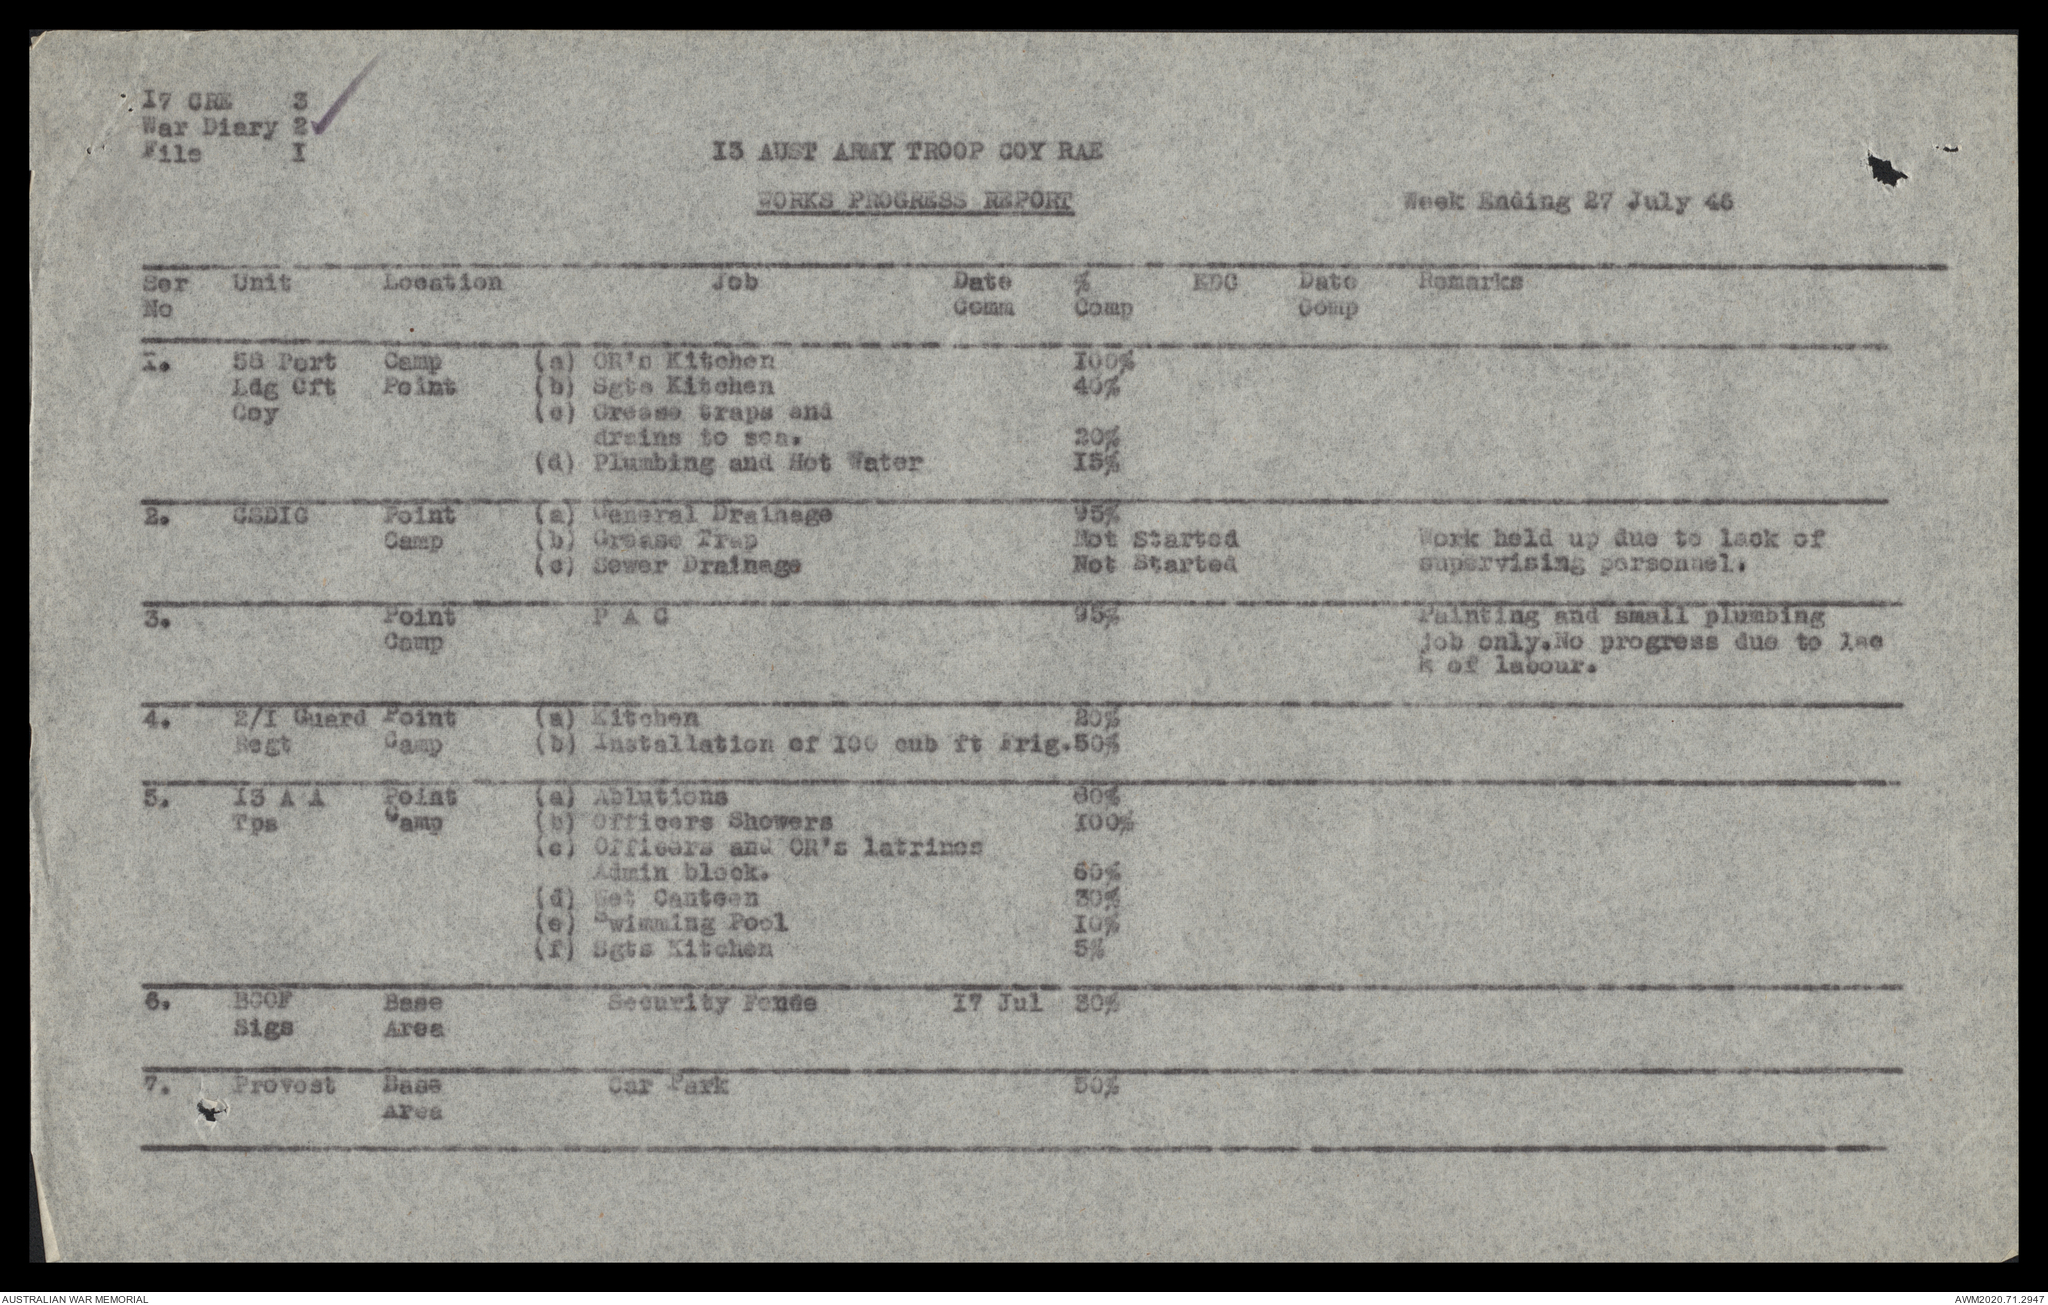 17 CRE 3
War Diary 2
File 1
13 AUST ARMY TROOP COY RAE
WORKS PROGRESS REPORT Week Ending 27 July 46
Ser Unit Location Job Date % EDC Date Remarks
No Comm Comp Comp
1. 58 Port Camp (a) OR's Kitchen 100%
Ldg Cft Point (b) Sgts Kitchen 40%
Coy (c) Grease traps and
drains to sea. 20%
(d) Plumbing and Hot Water 15%
2. CSDIC Point (a) General Drainage 95%
Camp (b) Grease Trap Not Started Work held up due to lack of
(c) Sewer Drainage Not Started supervising personnel.
3. Point P A C 95% Painting and small plumbing
Camp job only.No progress due to lac
k of labour.
4. 2/1 Guard Point (a) Kitchen 20%
Regt Camp (b) Installation of 100 cub ft Frig. 50%
5. 13 A A Point (a) Ablutions 80%
Tps Camp (b) Officers Showers 100%
(c) Officers and OR's latrines
Admin block. 60%
(d) Wet Canteen 30%
(e) Swimming Pool 10%
(f) Sgts Kitchen 5%
6. BCOF Base Security Fence 17 Jul 30%
Sigs Area
7. Provost Base Car Park 50%
Area
AUSTRALIAN WAR MEMORIAL AWM2020.71.2947